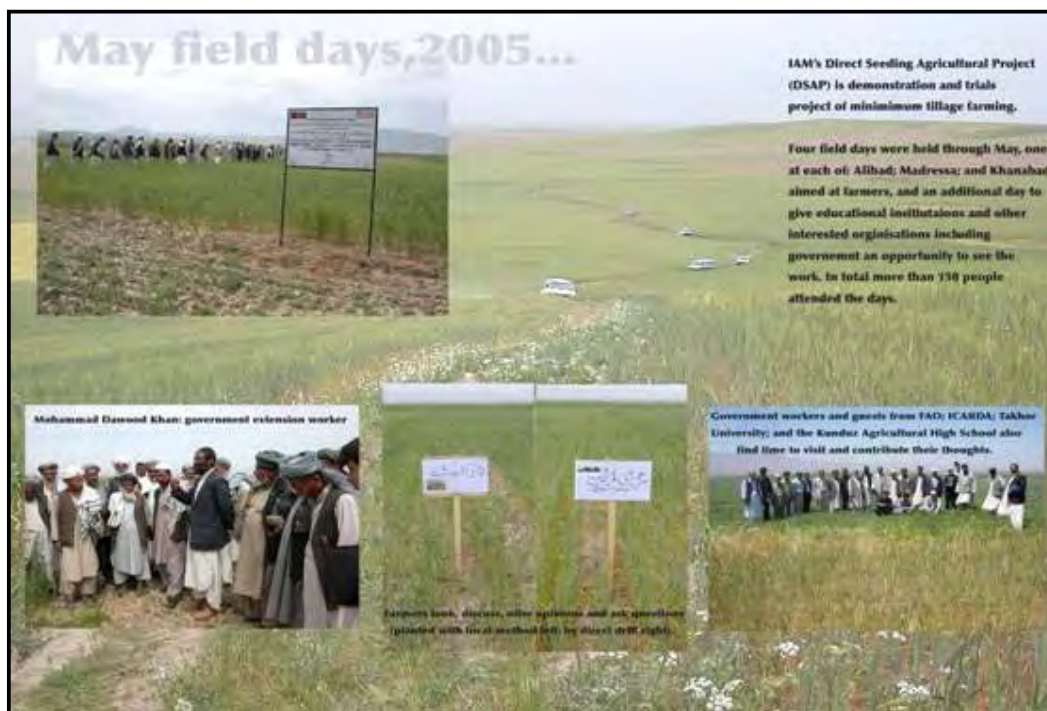 May field days,2005...
IAM's Direct Seeding Agricultural Project
(DSAP) is demonstration and trials
project of minimimum tillage farming.
Four field days were held through May, one
at each of: Alibad; Madressa; and Khanabad
aimed at farmers, and an additional day to
give educational and other
interested orginisations including
an opportunity to see the
work. In total more than 150 people
attended the days.
Mohammad Dawood Khan: government extension worker
Government workers and guests from FAO; ICARDA; Takhar
University; and the Kunduz Agricultural High School also
find time to visit and contribute their thoughts.
Farmers look, discuss, offer opinions and ask questions
(planted with local method left; by direct drill right).